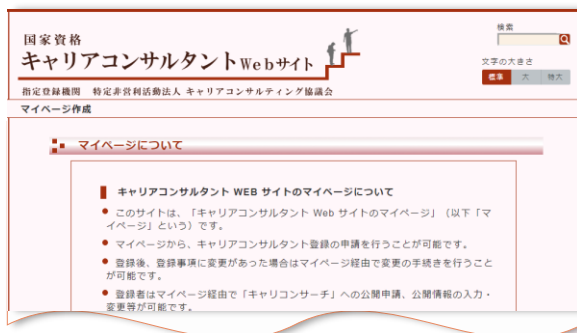 国家資格
キャリアコンサルタントWebサイト
指定登録機関 特定非営利活動法人 キャリアコンサルティング協議会
検索
文字の大きさ
標準 大 特大
マイページ作成
マイページについて
キャリアコンサルタント WEB サイトのマイページについて
● このサイトは、「キャリアコンサルタント Web サイトのマイページ」（以下「マ
イページ」という）です。
● マイページから、キャリアコンサルタント登録の申請を行うことが可能です。
● 登録後、登録事項に変更があった場合はマイページ経由で変更の手続きを行うこと
が可能です。
● 登録者はマイページ経由で「キャリコンサーチ」への公開申請、公開情報の入力・
変更等が可能です。